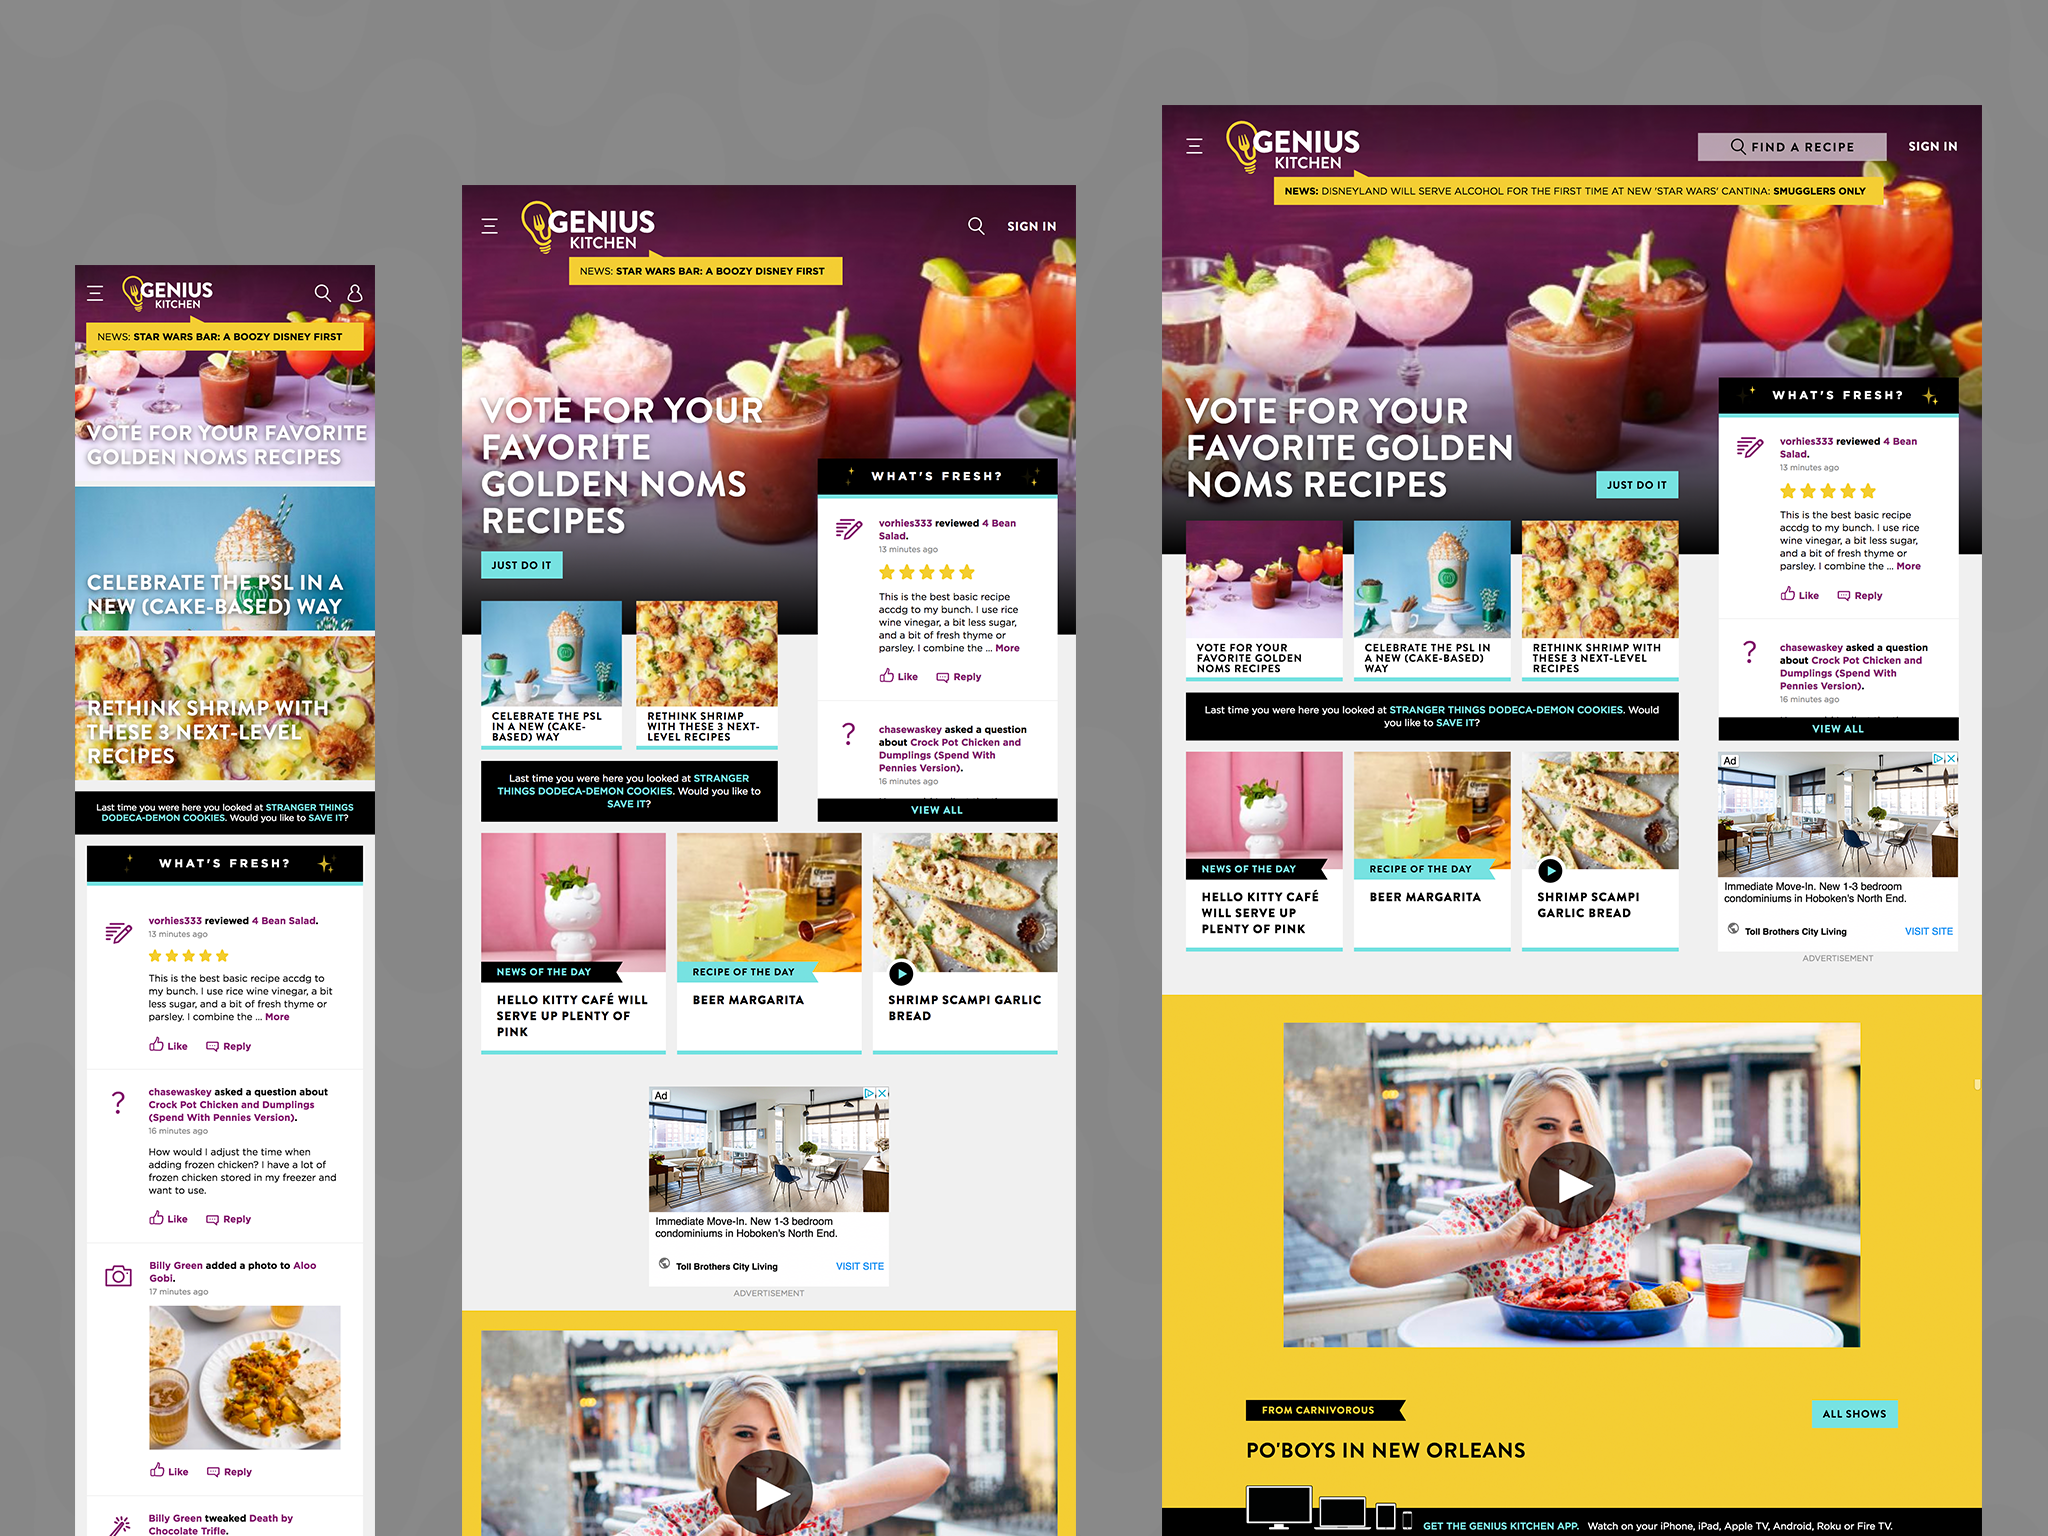 GENIUS
KITCHEN
NEWS: STAR WARS BAR: A BOOZY DISNEY FIRST
VOTE FOR YOUR FAVORITE
GOLDEN NOMS RECIPES
CELEBRATE THE PSL IN A
NEW (CAKE-BASED) WAY
RETHINK SHRIMP WITH
THESE 3 NEXT-LEVEL
RECIPES
Last time you were here you looked at STRANGER THINGS
DODECA-DEMON COOKIES. Would you like to SAVE IT?
WHAT'S FRESH?
vorhies333 reviewed 4 Bean Salad.
13 minutes ago
This is the best basic recipe accdg to
my bunch. I use rice wine vinegar, a bit
less sugar, and a bit of fresh thyme or
parsley. I combine the ... More
Like Reply
chasewaskey asked a question about
Crock Pot Chicken and Dumplings
(Spend With Pennies Version).
16 minutes ago
How would I adjust the time when
adding frozen chicken? I have a lot of
frozen chicken stored in my freezer and
want to use.
Like Reply
Billy Green added a photo to Aloo
Gobi.
17 minutes ago
Like Reply
Billy Green tweaked Death by
Chocolate Trifle.
GENIUS
KITCHEN
SIGN IN
NEWS: STAR WARS BAR: A BOOZY DISNEY FIRST
VOTE FOR YOUR
FAVORITE
GOLDEN NOMS
RECIPES
JUST DO IT
CELEBRATE THE PSL
IN A NEW (CAKE-
BASED) WAY
RETHINK SHRIMP
WITH THESE 3 NEXT-
LEVEL RECIPES
Last time you were here you looked at STRANGER
THINGS DODECA-DEMON COOKIES. Would you like to
SAVE IT?
WHAT'S FRESH?
vorhies333 reviewed 4 Bean
Salad.
13 minutes ago
This is the best basic recipe
accdg to my bunch. I use rice
wine vinegar, a bit less sugar,
and a bit of fresh thyme or
parsley. I combine the ... More
Like Reply
chasewaskey asked a question
about Crock Pot Chicken and
Dumplings (Spend With
Pennies Version).
16 minutes ago
VIEW ALL
NEWS OF THE DAY
HELLO KITTY CAFÉ WILL
SERVE UP PLENTY OF
PINK
RECIPE OF THE DAY
BEER MARGARITA
SHRIMP SCAMPI GARLIC
BREAD
Ad
Immediate Move-In. New 1-3 bedroom
condominiums in Hoboken's North End.
Toll Brothers City Living VISIT SITE
ADVERTISEMENT
GENIUS
KITCHEN
FIND A RECIPE
SIGN IN
NEWS: DISNEYLAND WILL SERVE ALCOHOL FOR THE FIRST TIME AT NEW 'STAR WARS' CANTINA: SMUGGLERS ONLY
VOTE FOR YOUR
FAVORITE GOLDEN
NOMS RECIPES
JUST DO IT
VOTE FOR YOUR
FAVORITE GOLDEN
NOMS RECIPES
CELEBRATE THE PSL IN
A NEW (CAKE-BASED)
WAY
RETHINK SHRIMP WITH
THESE 3 NEXT-LEVEL
RECIPES
Last time you were here you looked at STRANGER THINGS DODECA-DEMON COOKIES. Would
you like to SAVE IT?
WHAT'S FRESH?
vorhies333 reviewed 4 Bean
Salad.
13 minutes ago
This is the best basic recipe
accdg to my bunch. I use rice
wine vinegar, a bit less sugar,
and a bit of fresh thyme or
parsley. I combine the ... More
Like Reply
chasewaskey asked a question
about Crock Pot Chicken and
Dumplings (Spend With
Pennies Version).
16 minutes ago
VIEW ALL
NEWS OF THE DAY
HELLO KITTY CAFÉ
WILL SERVE UP
PLENTY OF PINK
RECIPE OF THE DAY
BEER MARGARITA
SHRIMP SCAMPI
GARLIC BREAD
Ad
Immediate Move-In. New 1-3 bedroom
condominiums in Hoboken's North End.
Toll Brothers City Living VISIT SITE
ADVERTISEMENT
FROM CARNIVOROUS
ALL SHOWS
PO'BOYS IN NEW ORLEANS
GET THE GENIUS KITCHEN APP. Watch on your iPhone, iPad, Apple TV, Android, Roku or Fire TV.